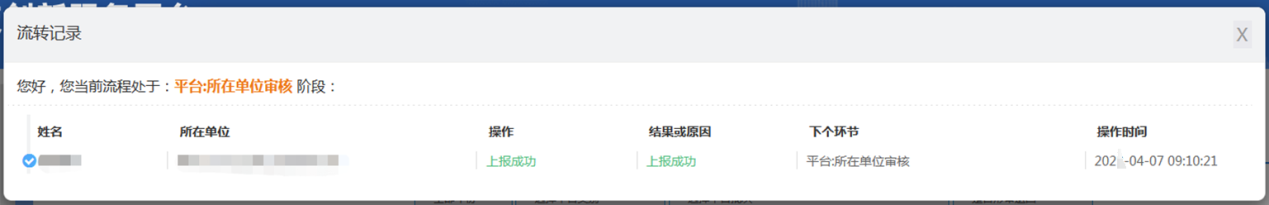 流转记录
X
您好，您当前流程处于：平台:所在单位审核 阶段：
姓名 所在单位 操作 结果或原因 下个环节 操作时间
上报成功 上报成功 平台:所在单位审核 202 -04-07 09:10:21